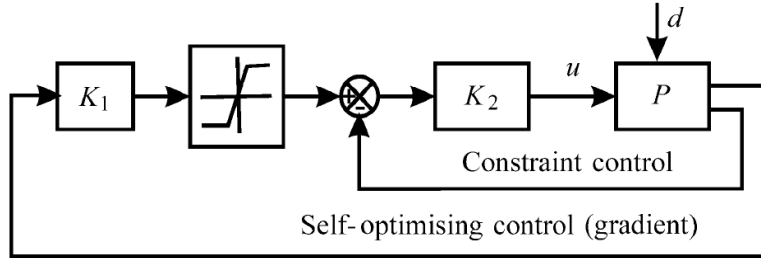 d
K1
K2
u
P
Constraint control
Self-optimising control (gradient)